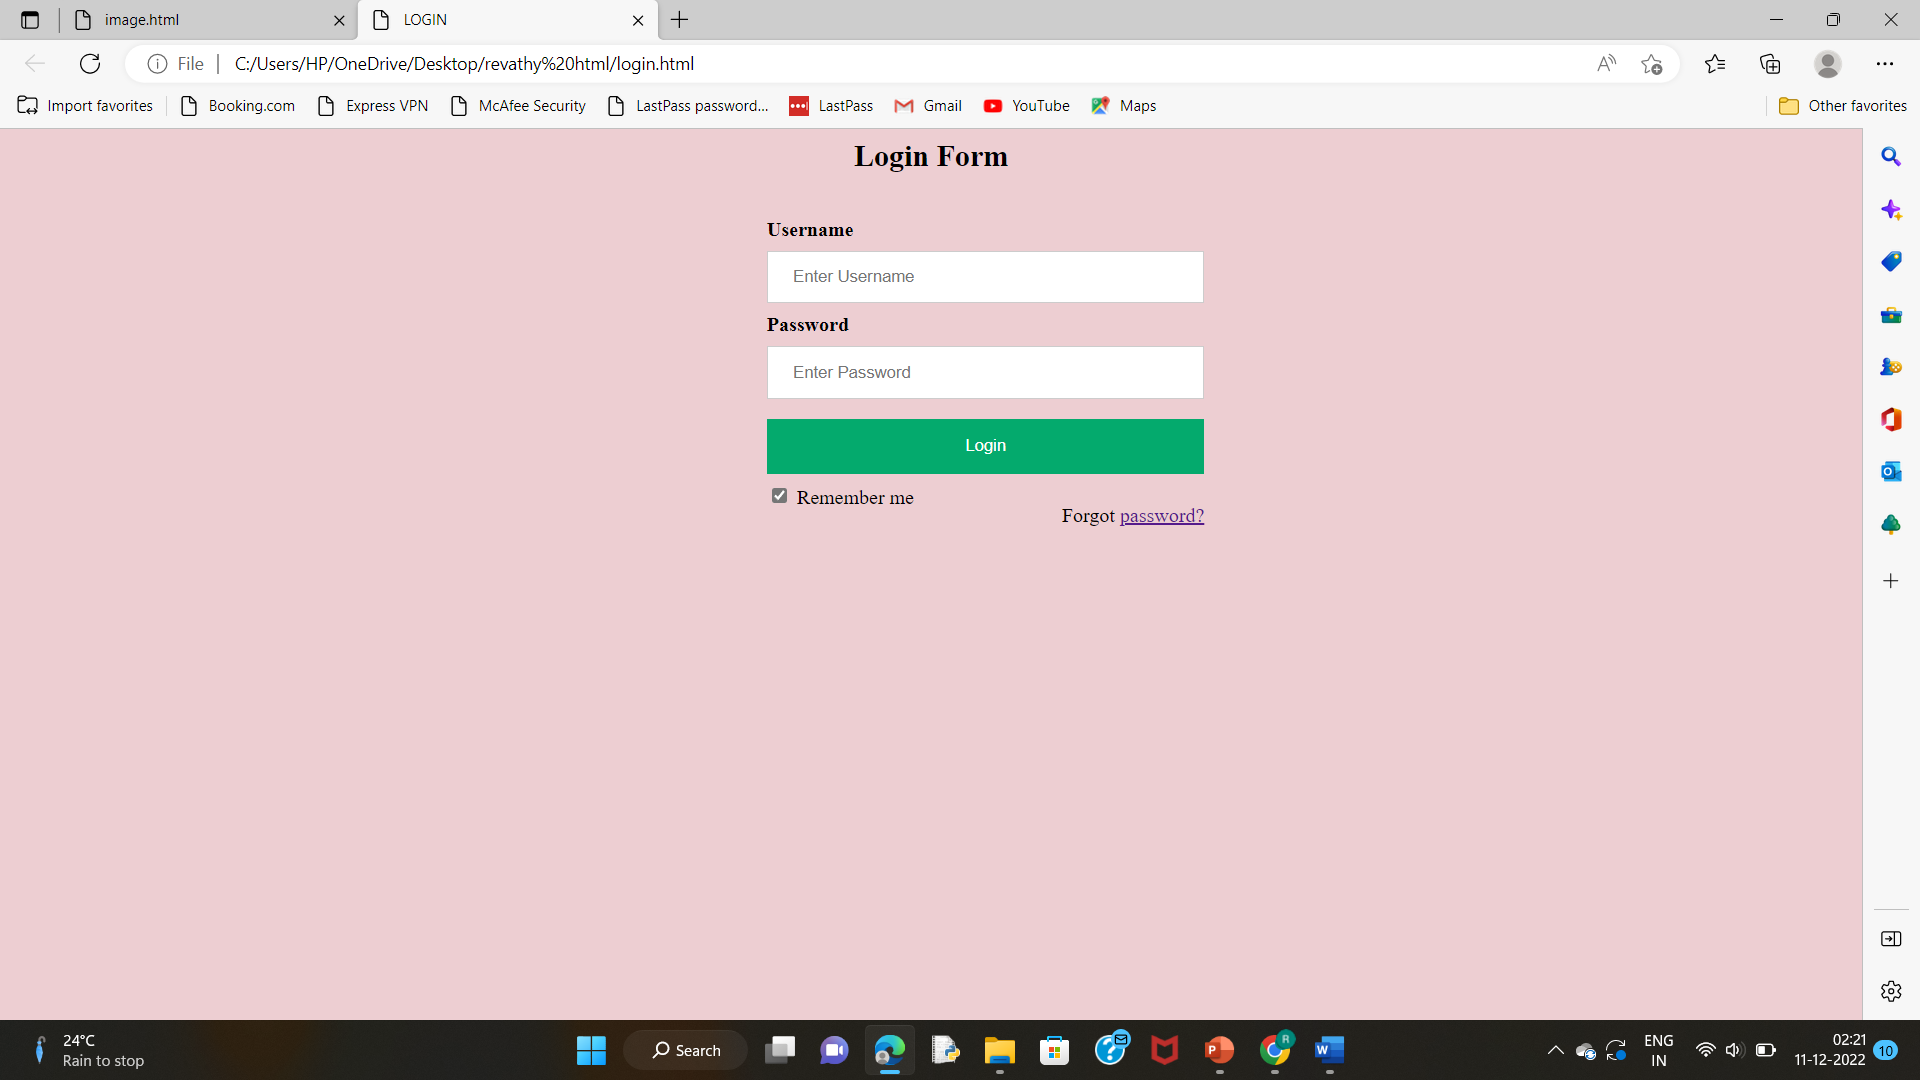 image.html
LOGIN
File
C:/Users/HP/OneDrive/Desktop/revathy%20html/login.html
Import favorites
Booking.com
Express VPN
McAfee Security
LastPass password...
LastPass
Gmail
YouTube
Maps
Other favorites
Login Form
Username
Enter Username
Password
Enter Password
Login
Remember me
Forgot password?
24°C
Rain to stop
Search
ENG
IN
02:21
11-12-2022
10